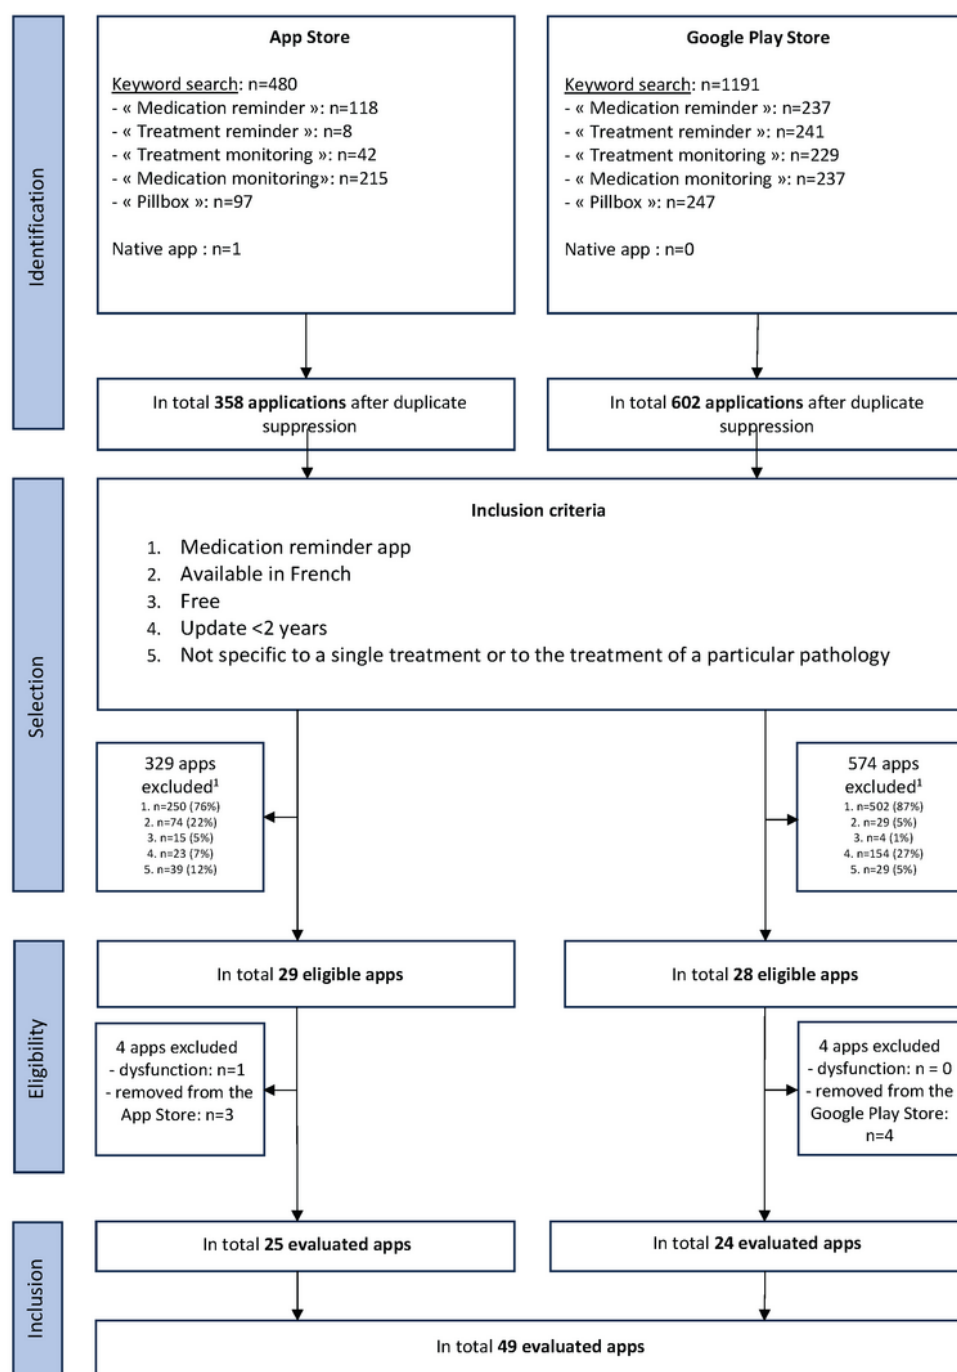 Identification
App Store
Keyword search: n=480
- « Medication reminder »: n=118
- « Treatment reminder »: n=8
- « Treatment monitoring »: n=42
- « Medication monitoring»: n=215
- « Pillbox »: n=97
Native app : n=1
Google Play Store
Keyword search: n=1191
- « Medication reminder »: n=237
- « Treatment reminder »: n=241
- « Treatment monitoring »: n=229
- « Medication monitoring »: n=237
- « Pillbox »: n=247
Native app: n=0
In total 358 applications after duplicate
suppression
In total 602 applications after duplicate
suppression
Selection
Inclusion criteria
1. Medication reminder app
2. Available in French
3. Free
4. Update <2 years
5. Not specific to a single treatment or to the treatment of a particular pathology
329 apps
excluded¹
1. n=250 (76%)
2. n=74 (22%)
3. n=15 (5%)
4. n=23 (7%)
5. n=39 (12%)
574 apps
excluded¹
1. n=502 (87%)
2. n=29 (5%)
3. n=4 (1%)
4. n=154 (27%)
5. n=29 (5%)
Eligibility
In total 29 eligible apps
In total 28 eligible apps
4 apps excluded
- dysfunction: n=1
- removed from the
App Store: n=3
4 apps excluded
- dysfunction: n = 0
- removed from the
Google Play Store:
n=4
Inclusion
In total 25 evaluated apps
In total 24 evaluated apps
In total 49 evaluated apps